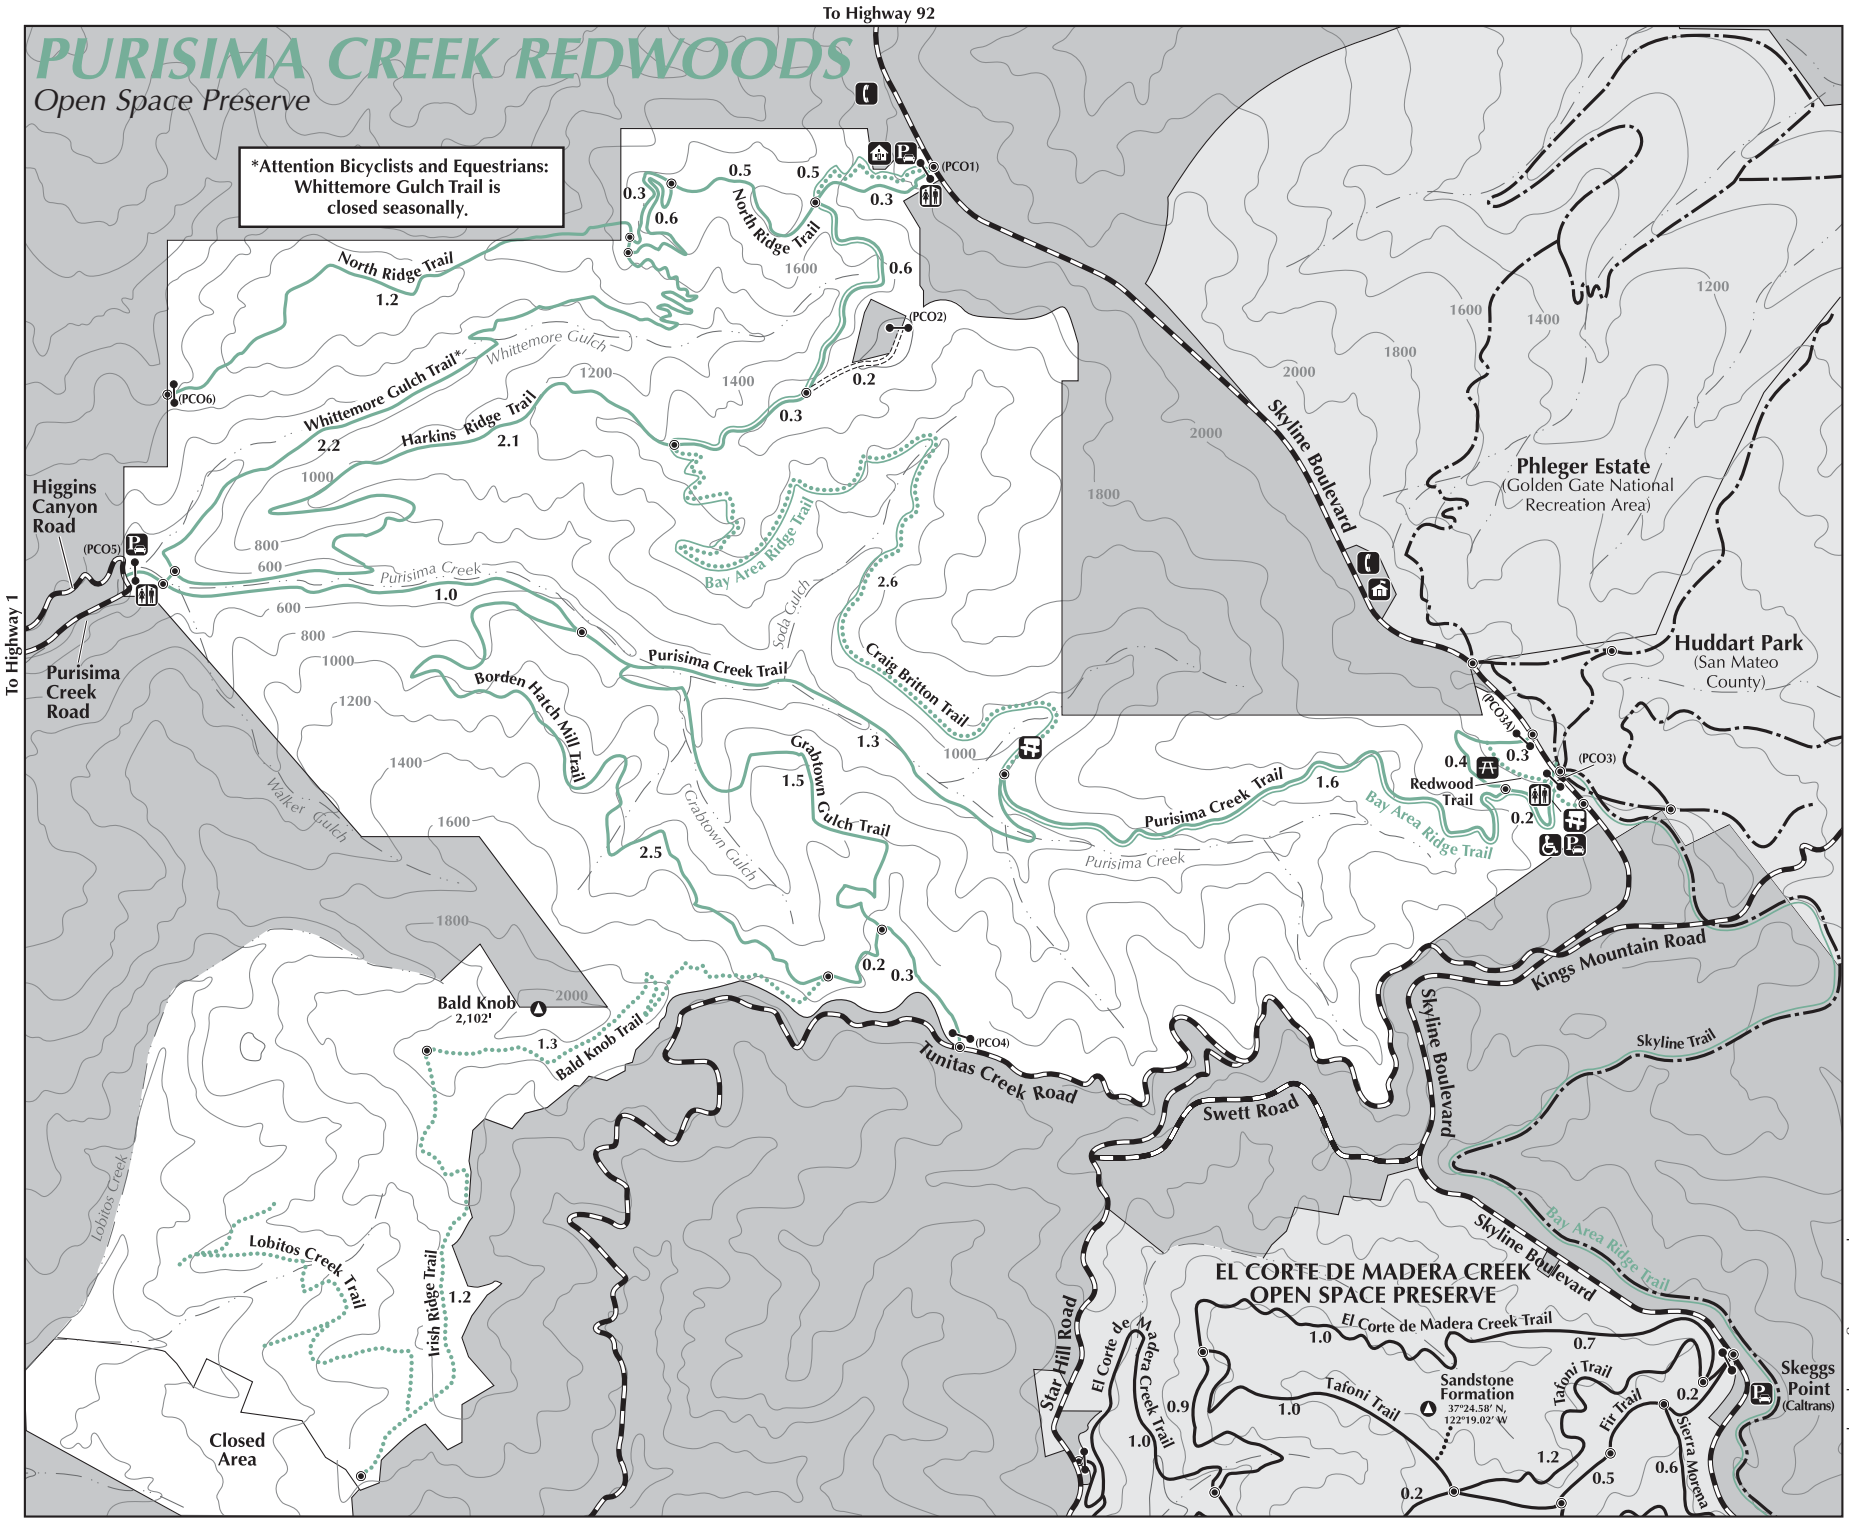 To Highway 92
PURISIMA CREEK REDWOODS
Open Space Preserve
*Attention Bicyclists and Equestrians:
Whittemore Gulch Trail is
closed seasonally.
(PCO1)
0.5
0.5
0.3
0.3
0.6
North Ridge Trail
1600
0.6
North Ridge Trail
1.2
(PCO2)
0.2
Whittemore Gulch
1200
1400
0.3
(PCO6)
Whittemore Gulch Trail*
2.2
Harkins Ridge Trail
2.1
1000
800
600
Higgins
Canyon
Road
(PCO5)
To Highway 1
Purisima
Creek
Road
Purisima Creek
1.0
600
800
1000
1200
1400
1600
1800
2000
Bay Area Ridge Trail
Soda Gulch
2.6
Craig Britton Trail
1000
Purisima Creek Trail
1.3
Borden Hatch Mill Trail
2.5
Walker Gulch
Grabtown Gulch
Grabtown Gulch Trail
1.5
0.2
0.3
(PCO4)
Purisima Creek Trail
1.6
Purisima Creek
Bay Area Ridge Trail
Redwood
Trail
0.4
0.3
0.2
(PCO3A)
(PCO3)
Skyline Boulevard
2000
1800
2000
1800
1600
1400
1200
Phleger Estate
(Golden Gate National
Recreation Area)
Huddart Park
(San Mateo
County)
Kings Mountain Road
Skyline Boulevard
Skyline Trail
Bald Knob
2,102'
1.3
Bald Knob Trail
Tunitas Creek Road
Swett Road
Lobitos Creek
Lobitos Creek Trail
Irish Ridge Trail
1.2
Closed
Area
Star Hill Road
Bay Area Ridge Trail
Skyline Boulevard
EL CORTE DE MADERA CREEK
OPEN SPACE PRESERVE
El Corte de Madera Creek Trail
1.0
0.7
El Corte de Madera Creek Trail
1.0
0.9
Tafoni Trail
1.0
Sandstone
Formation
37°24.58' N,
122°19.02' W
Tafoni Trail
Fir Trail
0.2
1.2
0.5
0.6
Sierra Morena
0.2
Skeggs
Point
(Caltrans)